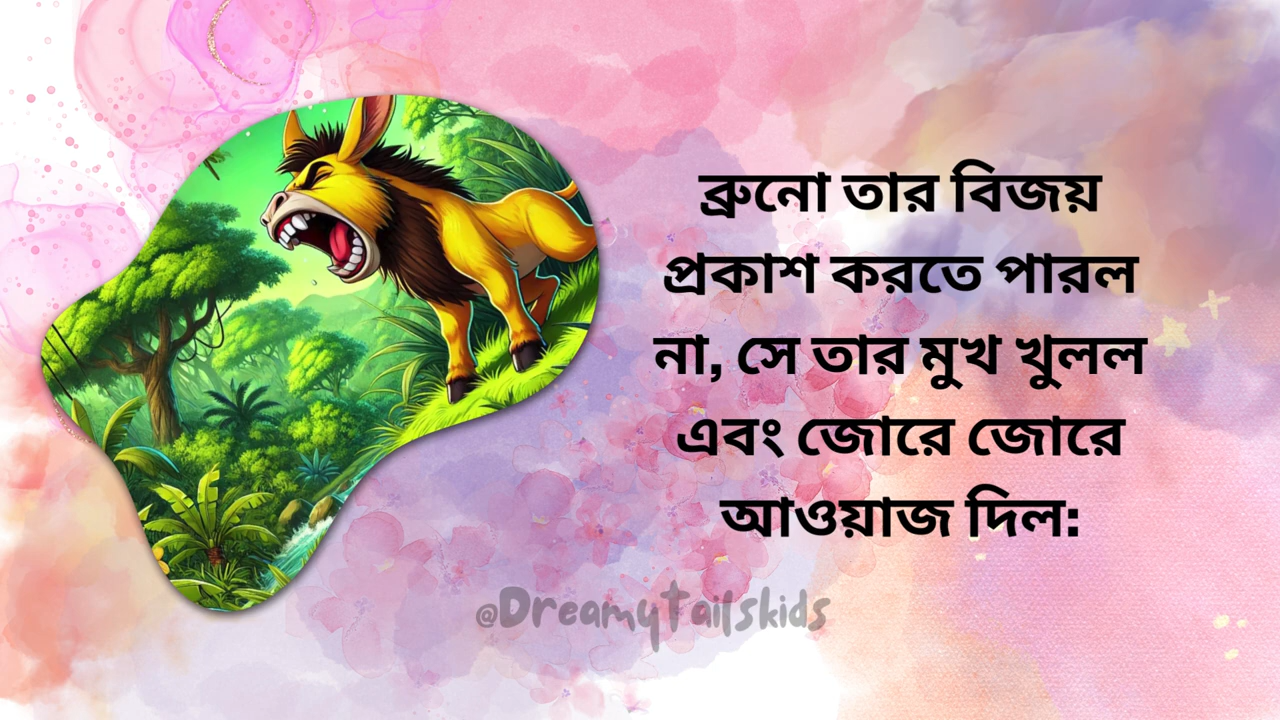 ব্রুনো তার বিজয়
প্রকাশ করতে পারল
না, সে তার মুখ খুলল
এবং জোরে জোরে
আওয়াজ দিল:
@DreamyTailskids